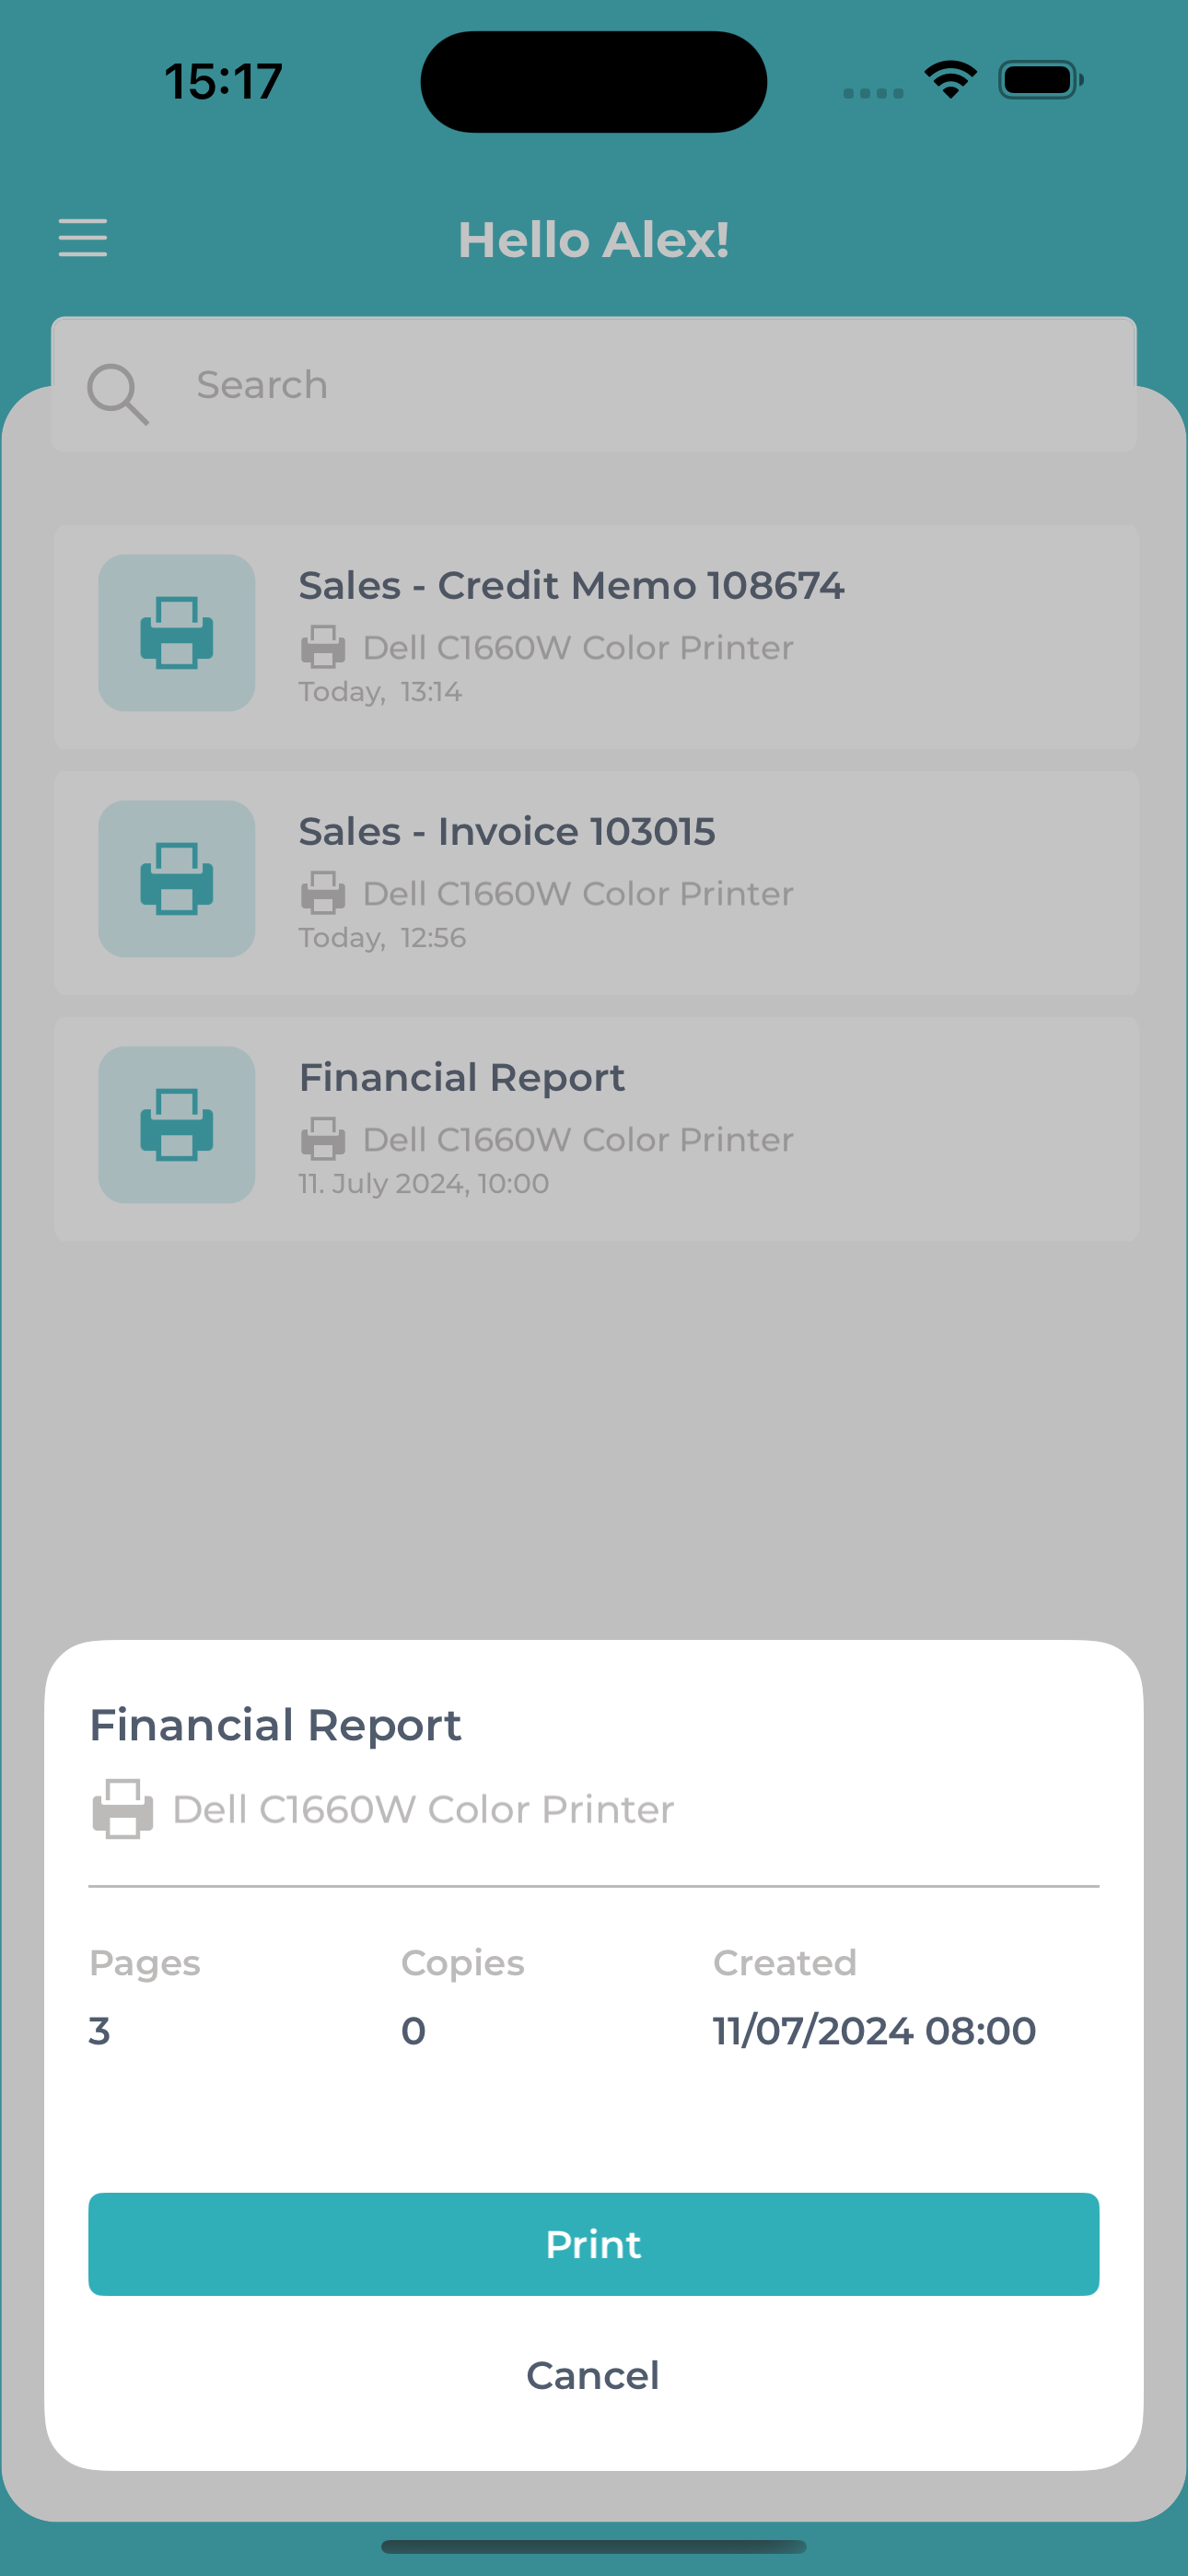 15:17
Hello Alex!
Search
Sales - Credit Memo 108674
Dell C1660W Color Printer
Today, 13:14
Sales - Invoice 103015
Dell C1660W Color Printer
Today, 12:56
Financial Report
Dell C1660W Color Printer
11. July 2024, 10:00
Financial Report
Dell C1660W Color Printer
Pages Copies Created
3 0 11/07/2024 08:00
Print
Cancel